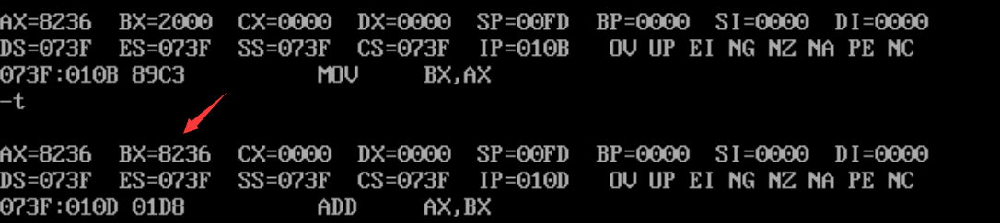 AX=8236 BX=2000 CX=0000 DX=0000 SP=00FD BP=0000 SI=0000 DI=0000
DS=073F ES=073F SS=073F CS=073F IP=010B OV UP EI NG NZ NA PE NC
073F:010B 89C3 MOV BX,AX
-t
AX=8236 BX=8236 CX=0000 DX=0000 SP=00FD BP=0000 SI=0000 DI=0000
DS=073F ES=073F SS=073F CS=073F IP=010D OV UP EI NG NZ NA PE NC
073F:010D 01D8 ADD AX,BX